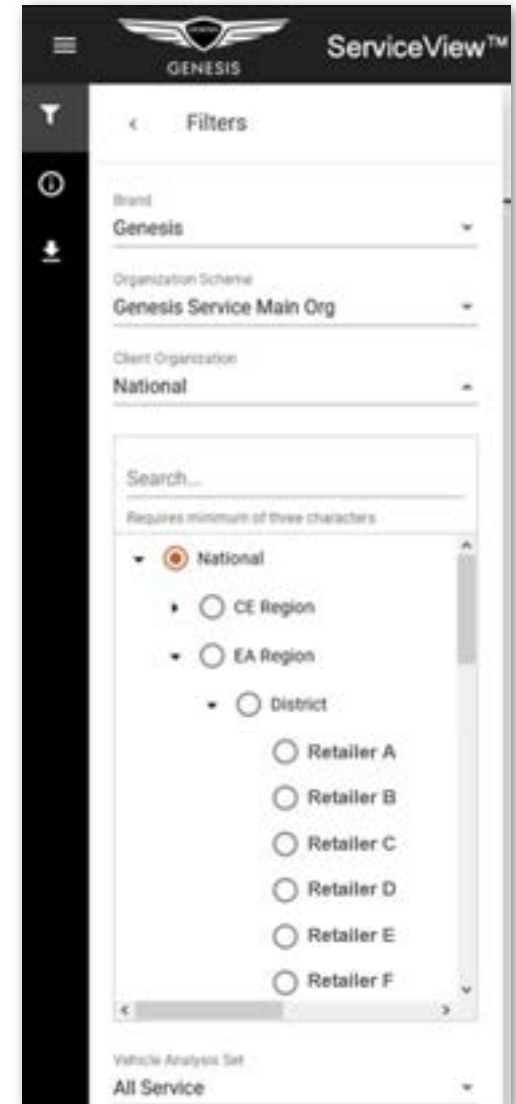 GENESIS
ServiceView™
Filters
Brand
Genesis
Organization Scheme
Genesis Service Main Org
Client Organization
National
Search...
Requires minimum of three characters
National
CE Region
EA Region
District
Retailer A
Retailer B
Retailer C
Retailer D
Retailer E
Retailer F
Vehicle Analysis Set
All Service